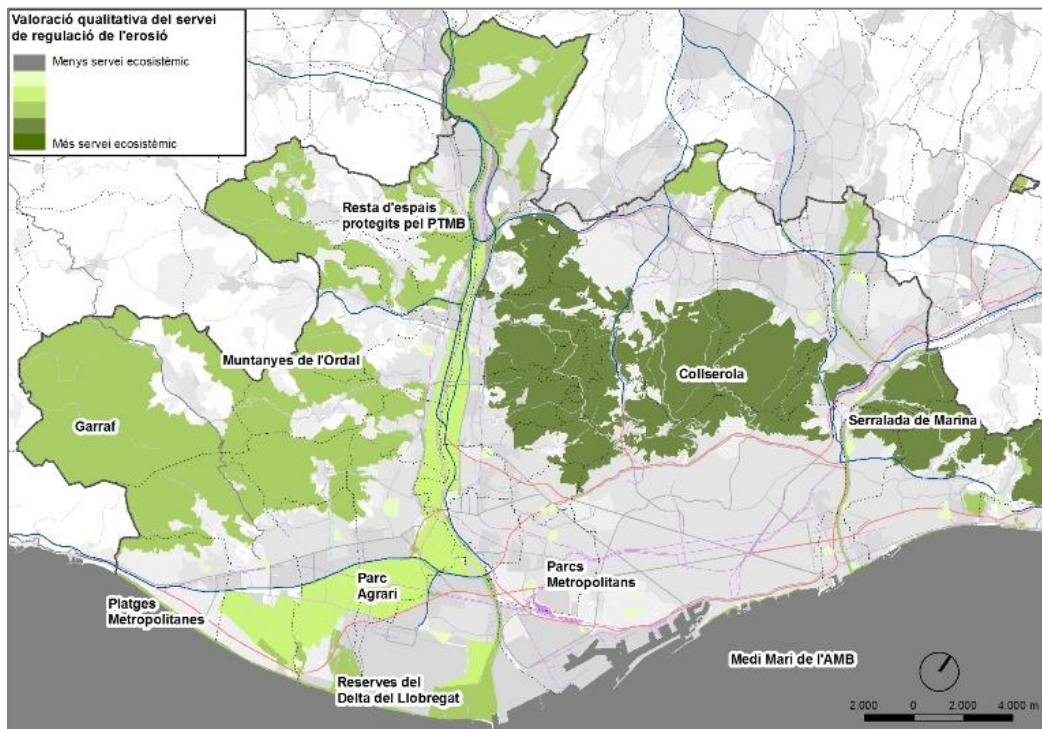 Valoració qualitativa del servei
de regulació de l'erosió
Menys servei ecosistèmic
Més servei ecosistèmic
Resta d'espais
protegits pel PTMB
Muntanyes de l'Ordal
Garraf
Collserola
Serralada de Marina
Parc
Agrari
Parcs
Metropolitans
Platges
Metropolitanes
Reserves del
Delta del Llobregat
Medi Marí de l'AMB
2.000 0 2.000 4.000 m